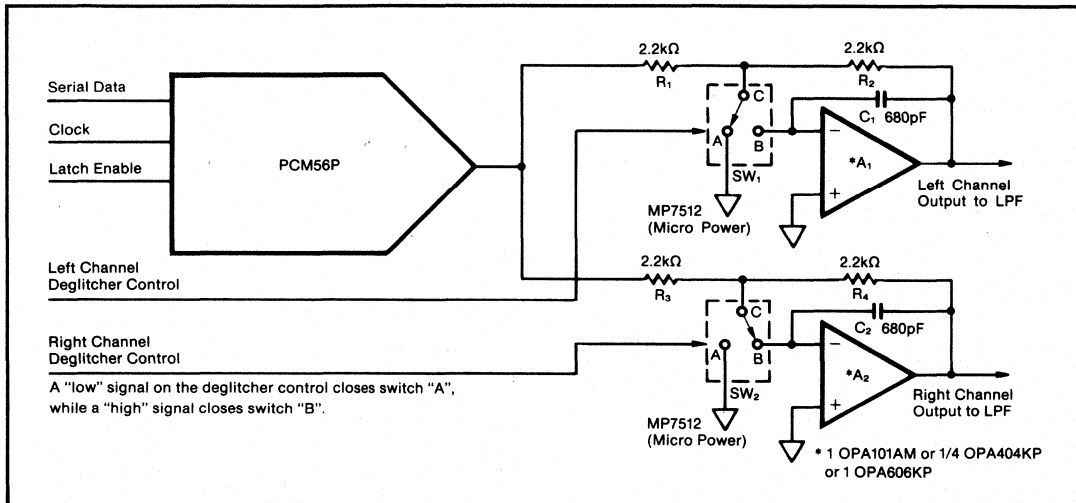 Serial Data
Clock
Latch Enable
PCM56P
Left Channel
Deglitcher Control
Right Channel
Deglitcher Control
A "low" signal on the deglitcher control closes switch "A",
while a "high" signal closes switch "B".
2.2kΩ
R₁
2.2kΩ
R₂
C
A
B
SW₁
C₁ 680pF
−
*A₁
+
MP7512
(Micro Power)
Left Channel
Output to LPF
2.2kΩ
R₃
2.2kΩ
R₄
C
A
B
SW₂
C₂ 680pF
−
*A₂
+
MP7512
(Micro Power)
Right Channel
Output to LPF
* 1 OPA101AM or 1/4 OPA404KP
or 1 OPA606KP